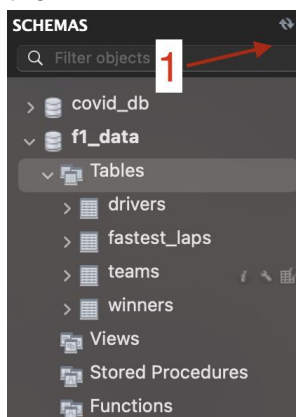 SCHEMAS
Filter objects
1
covid_db
f1_data
Tables
drivers
fastest_laps
teams
winners
Views
Stored Procedures
Functions